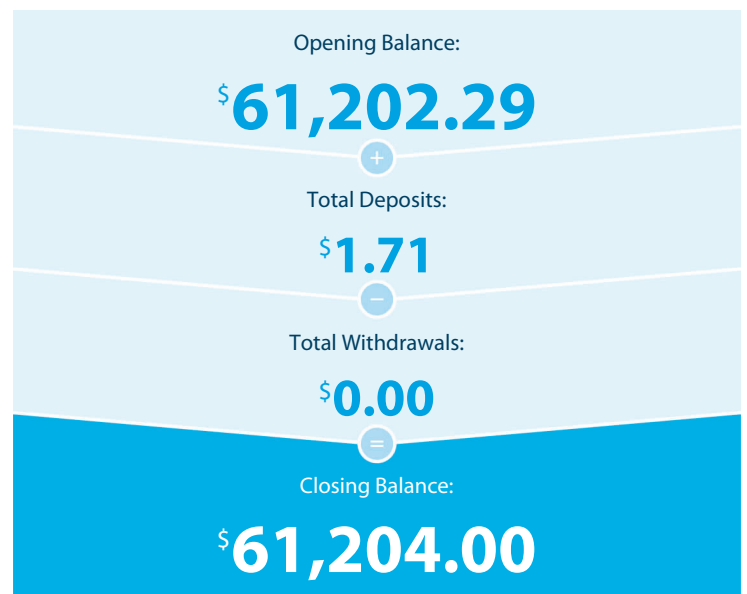 Opening Balance:
$61,202.29
+
Total Deposits:
$1.71
−
Total Withdrawals:
$0.00
=
Closing Balance:
$61,204.00